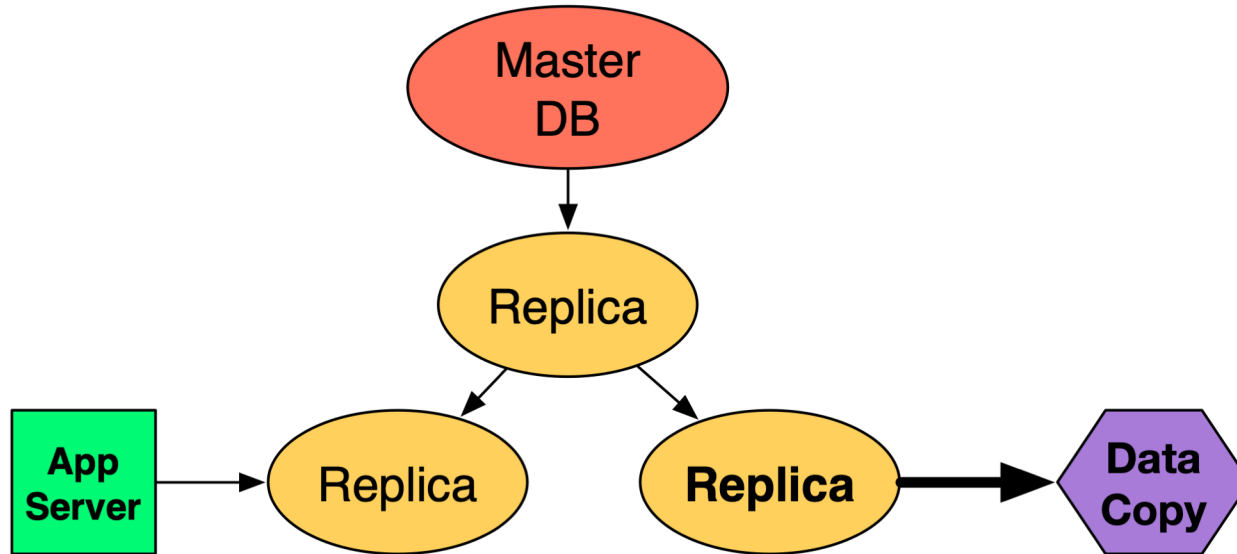 Master
DB
Replica
App
Server
Replica
Replica
Data
Copy